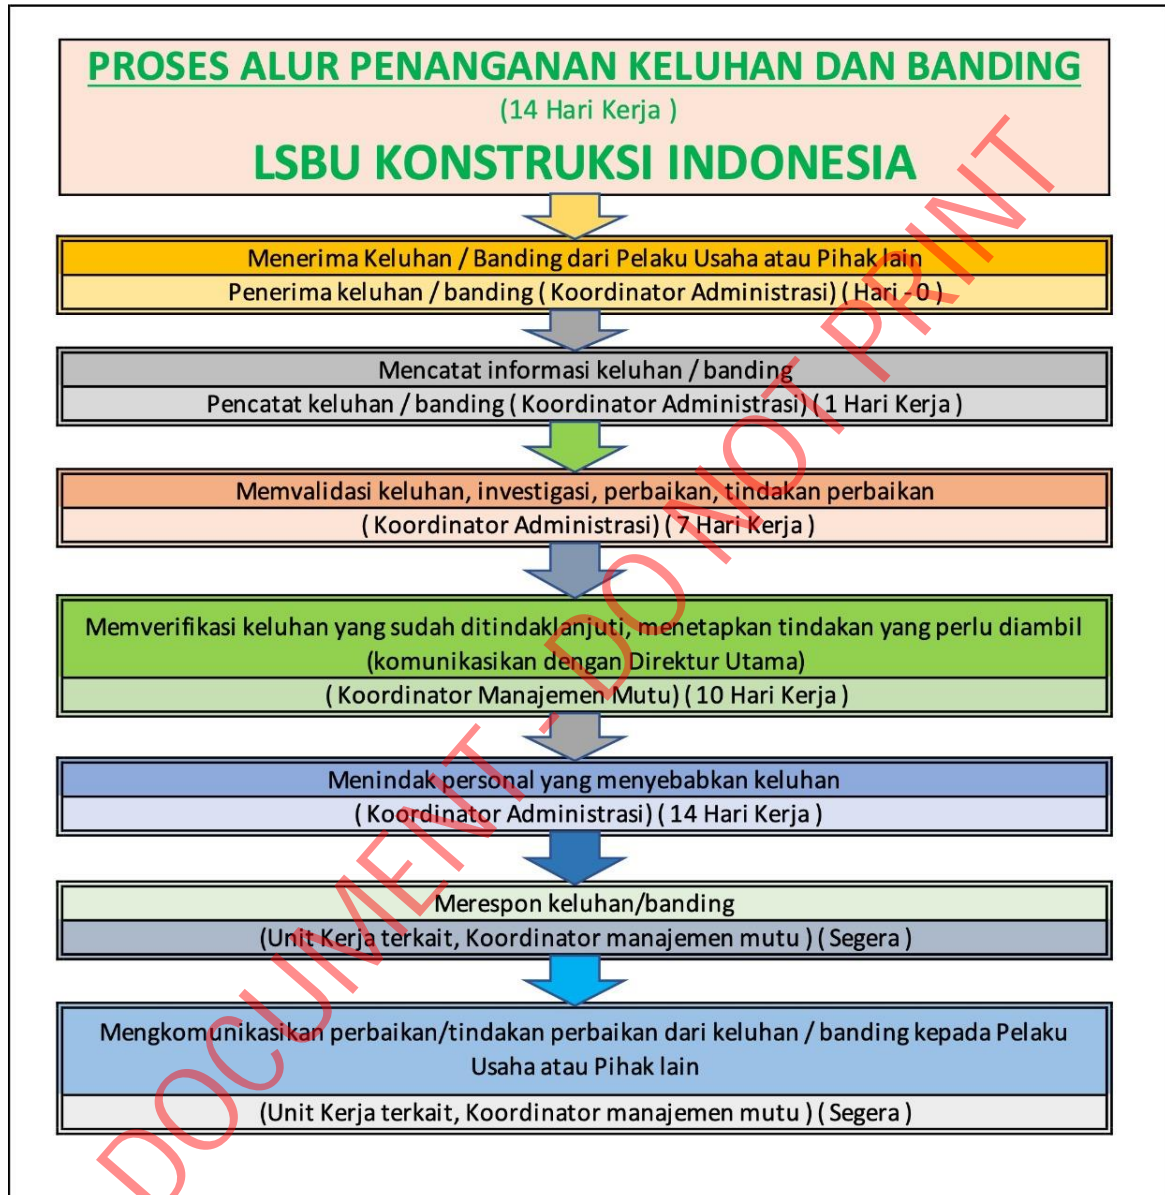 PROSES ALUR PENANGANAN KELUHAN DAN BANDING
(14 Hari Kerja )
LSBU KONSTRUKSI INDONESIA
Menerima Keluhan / Banding dari Pelaku Usaha atau Pihak lain
Penerima keluhan / banding ( Koordinator Administrasi) ( Hari - 0 )
Mencatat informasi keluhan / banding
Pencatat keluhan / banding ( Koordinator Administrasi) ( 1 Hari Kerja )
Memvalidasi keluhan, investigasi, perbaikan, tindakan perbaikan
( Koordinator Administrasi) ( 7 Hari Kerja )
Memverifikasi keluhan yang sudah ditindaklanjuti, menetapkan tindakan yang perlu diambil
(komunikasikan dengan Direktur Utama)
( Koordinator Manajemen Mutu) ( 10 Hari Kerja )
Menindak personal yang menyebabkan keluhan
( Koordinator Administrasi) ( 14 Hari Kerja )
Merespon keluhan/banding
(Unit Kerja terkait, Koordinator manajemen mutu ) ( Segera )
Mengkomunikasikan perbaikan/tindakan perbaikan dari keluhan / banding kepada Pelaku
Usaha atau Pihak lain
(Unit Kerja terkait, Koordinator manajemen mutu ) ( Segera )
DOCUMENT - DO NOT PRINT